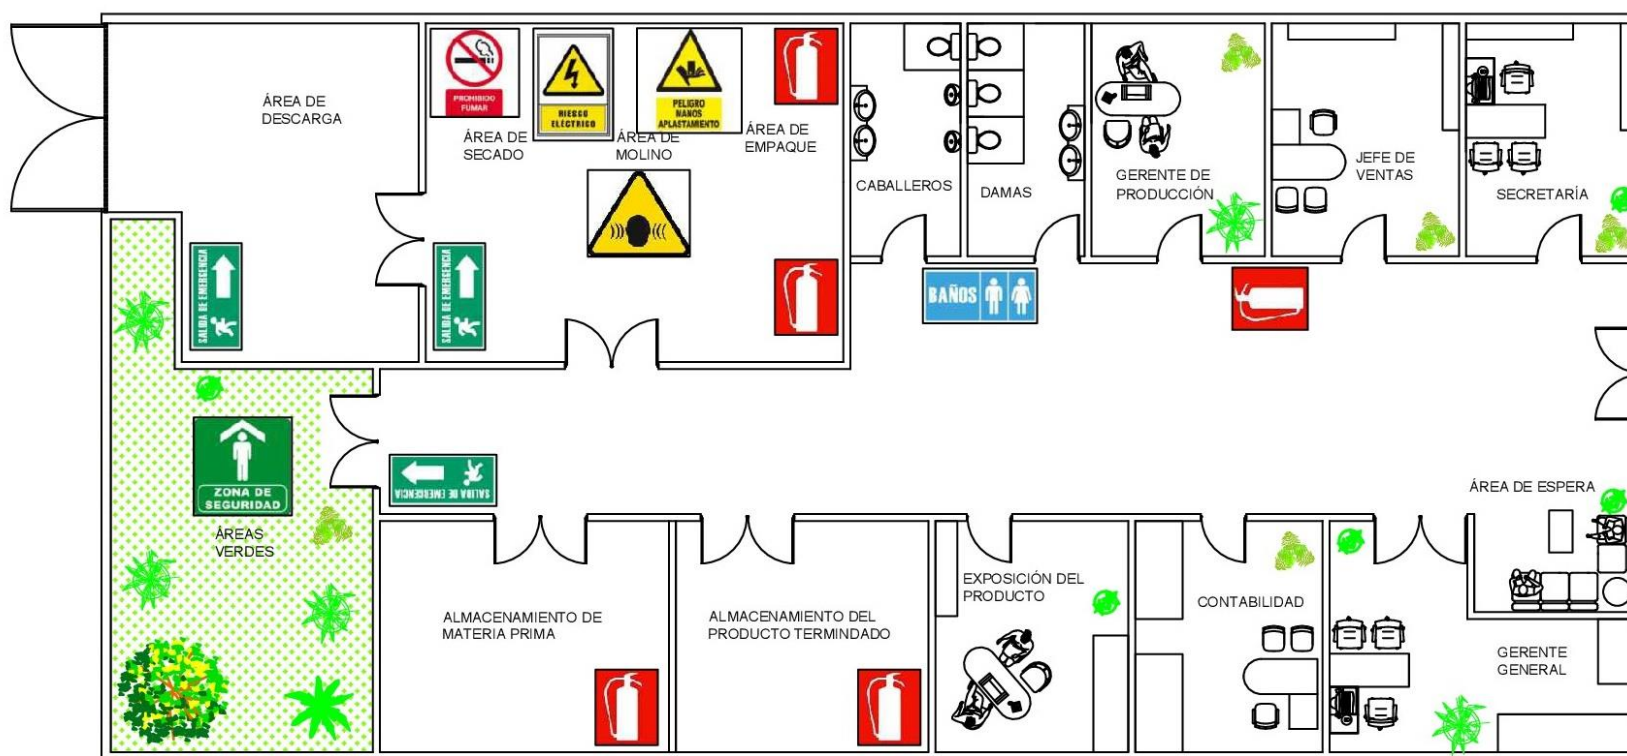 ÁREA DE
DESCARGA
PROHIBIDO
FUMAR
RIESGO
ELÉCTRICO
PELIGRO
MANOS
APLASTAMIENTO
ÁREA DE
SECADO
ÁREA DE
MOLINO
ÁREA DE
EMPAQUE
CABALLEROS
DAMAS
GERENTE DE
PRODUCCIÓN
JEFE DE
VENTAS
SECRETARÍA
SALIDA DE EMERGENCIA
SALIDA DE EMERGENCIA
BAÑOS
ZONA DE
SEGURIDAD
SALIDA DE EMERGENCIA
ÁREAS
VERDES
ÁREA DE ESPERA
ALMACENAMIENTO DE
MATERIA PRIMA
ALMACENAMIENTO DEL
PRODUCTO TERMINDADO
EXPOSICIÓN DEL
PRODUCTO
CONTABILIDAD
GERENTE
GENERAL